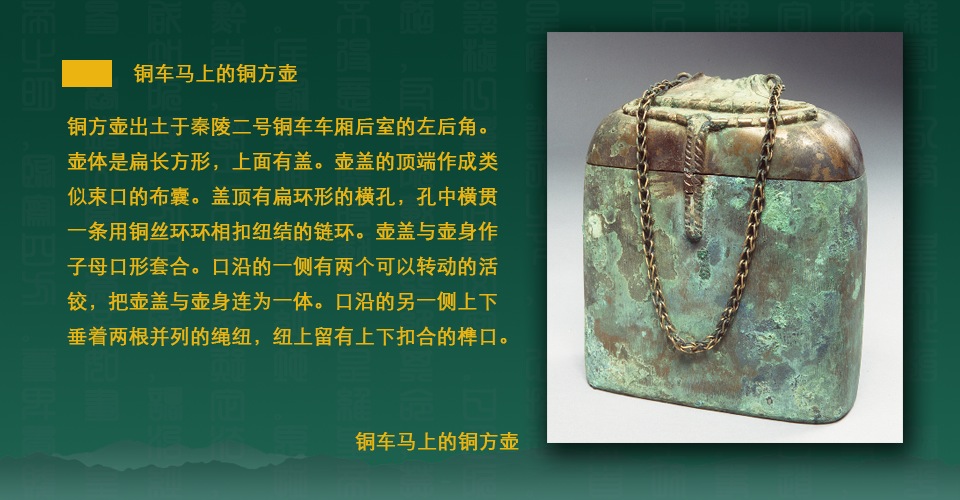 铜车马上的铜方壶
铜方壶出土于秦陵二号铜车车厢后室的左后角。
壶体是扁长方形，上面有盖。壶盖的顶端作成类
似束口的布囊。盖顶有扁环形的横孔，孔中横贯
一条用铜丝环环相扣纽结的链环。壶盖与壶身作
子母口形套合。口沿的一侧有两个可以转动的活
铰，把壶盖与壶身连为一体。口沿的另一侧上下
垂着两根并列的绳纽，纽上留有上下扣合的榫口。
铜车马上的铜方壶